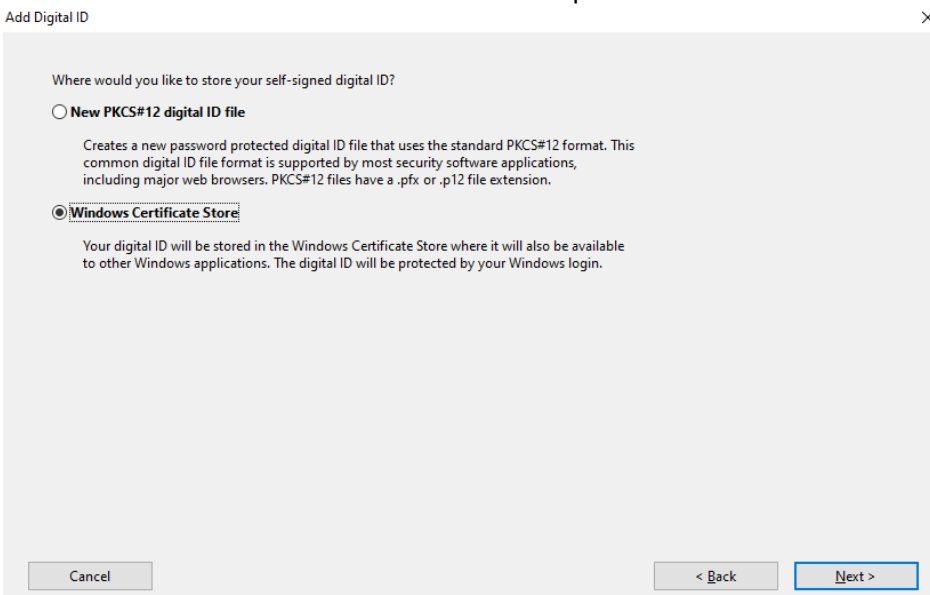 Add Digital ID
Where would you like to store your self-signed digital ID?
New PKCS#12 digital ID file
Creates a new password protected digital ID file that uses the standard PKCS#12 format. This
common digital ID file format is supported by most security software applications,
including major web browsers. PKCS#12 files have a .pfx or .p12 file extension.
Windows Certificate Store
Your digital ID will be stored in the Windows Certificate Store where it will also be available
to other Windows applications. The digital ID will be protected by your Windows login.
Cancel
< Back
Next >